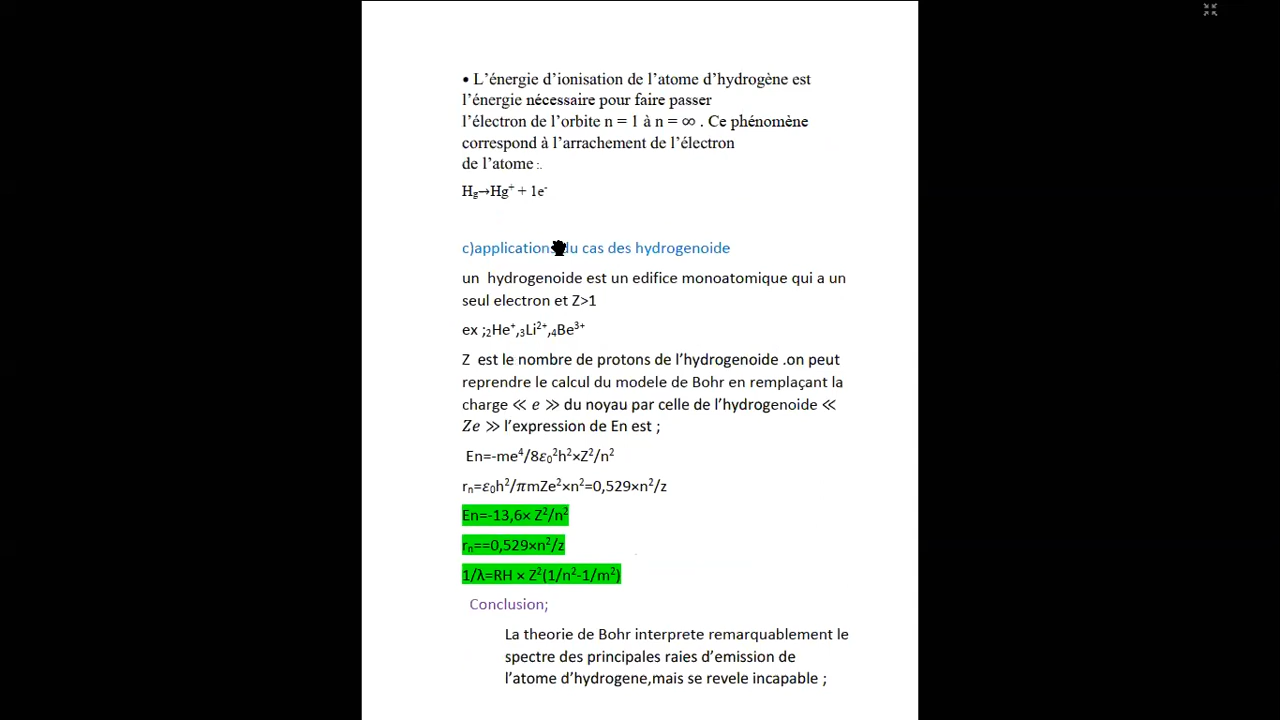 • L’énergie d’ionisation de l’atome d’hydrogène est
l’énergie nécessaire pour faire passer
l’électron de l’orbite n = 1 à n = ∞ . Ce phénomène
correspond à l’arrachement de l’électron
de l’atome :.
Hg→Hg⁺ + 1e⁻
c)applications du cas des hydrogenoide
un hydrogenoide est un edifice monoatomique qui a un
seul electron et Z>1
ex ;₂He⁺,₃Li²⁺,₄Be³⁺
Z est le nombre de protons de l’hydrogenoide .on peut
reprendre le calcul du modele de Bohr en remplaçant la
charge ≪ 𝑒 ≫ du noyau par celle de l’hydrogenoide ≪
𝑍𝑒 ≫ l’expression de En est ;
En=-me⁴/8𝜀₀²h²×Z²/n²
rₙ=𝜀₀h²/𝜋mZe²×n²=0,529×n²/z
En=-13,6× Z²/n²
rₙ==0,529×n²/z
1/λ=RH × Z²(1/n²-1/m²)
Conclusion;
La theorie de Bohr interprete remarquablement le
spectre des principales raies d’emission de
l’atome d’hydrogene,mais se revele incapable ;